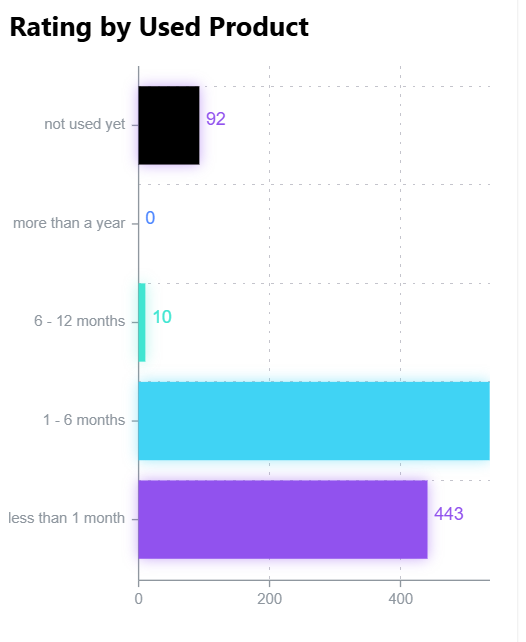 Rating by Used Product
not used yet
92
more than a year
0
6 - 12 months
10
1 - 6 months
less than 1 month
443
0
200
400